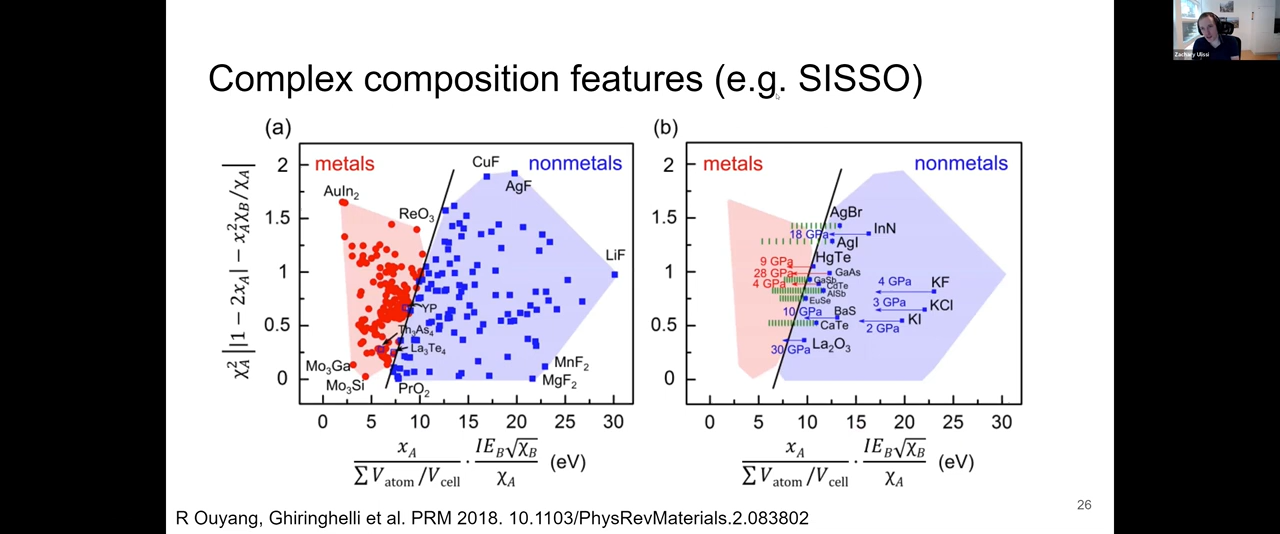 Zachary Ulissi
Complex composition features (e.g. SISSO)
(a)
metals
nonmetals
CuF
AgF
AuIn₂
ReO₃
LiF
YP
Th₃As₄
La₃Te₄
Mo₃Ga
Mo₃Si
PrO₂
MnF₂
MgF₂
2
1.5
1
0.5
0
0 5 10 15 20 25 30
χ_A² ||1 − 2x_A| − x_A² χ_B/χ_A|
x_A / (∑ V_atom/V_cell) · IE_B√χ_B / χ_A (eV)
(b)
metals
nonmetals
AgBr
InN
18 GPa
AgI
HgTe
9 GPa
28 GPa
GaAs
4 GPa
GaSb
CdTe
AlSb
EuSe
4 GPa
KF
3 GPa
KCl
10 GPa
BaS
KI
2 GPa
CaTe
30 GPa
La₂O₃
2
1.5
1
0.5
0
0 5 10 15 20 25 30
x_A / (∑ V_atom/V_cell) · IE_B√χ_B / χ_A (eV)
R Ouyang, Ghiringhelli et al. PRM 2018. 10.1103/PhysRevMaterials.2.083802
26